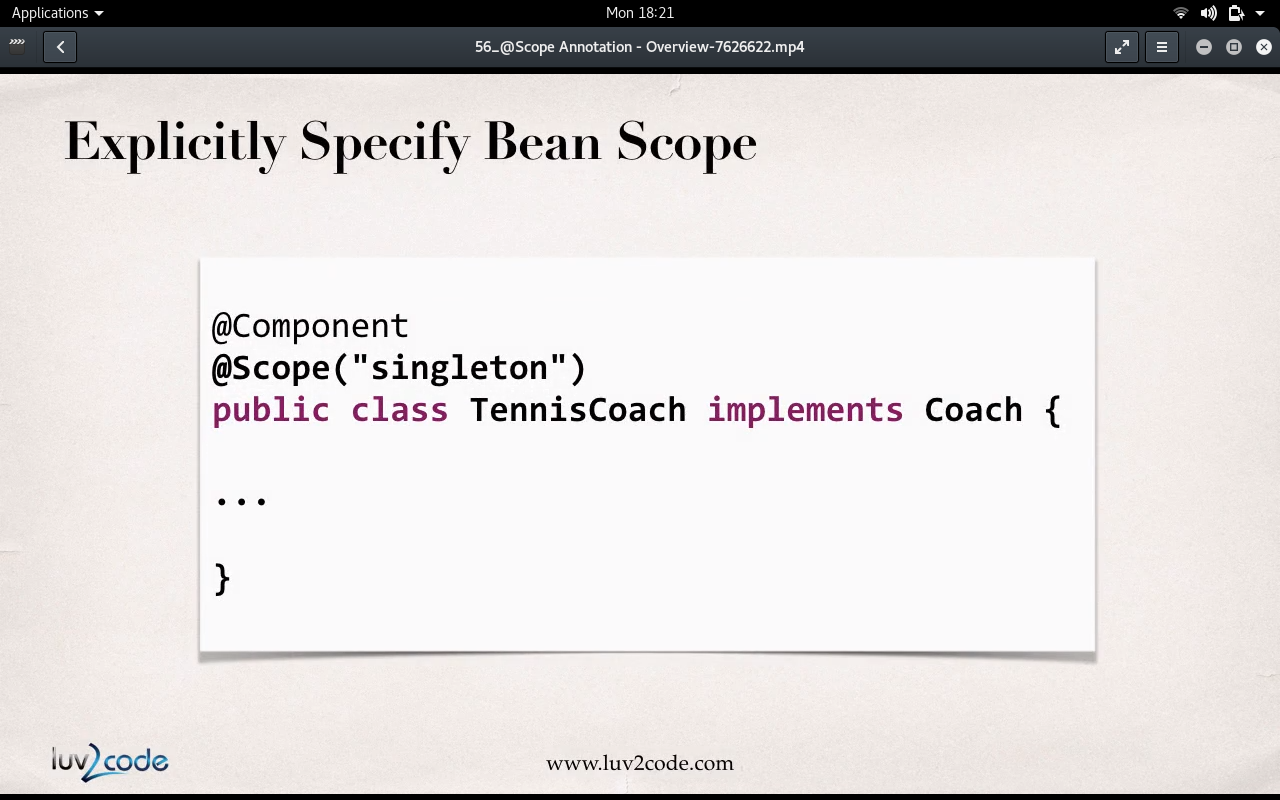 Applications
Mon 18:21
56_@Scope Annotation - Overview-7626622.mp4
Explicitly Specify Bean Scope
@Component
@Scope("singleton")
public class TennisCoach implements Coach {
...
}
luv2code
www.luv2code.com